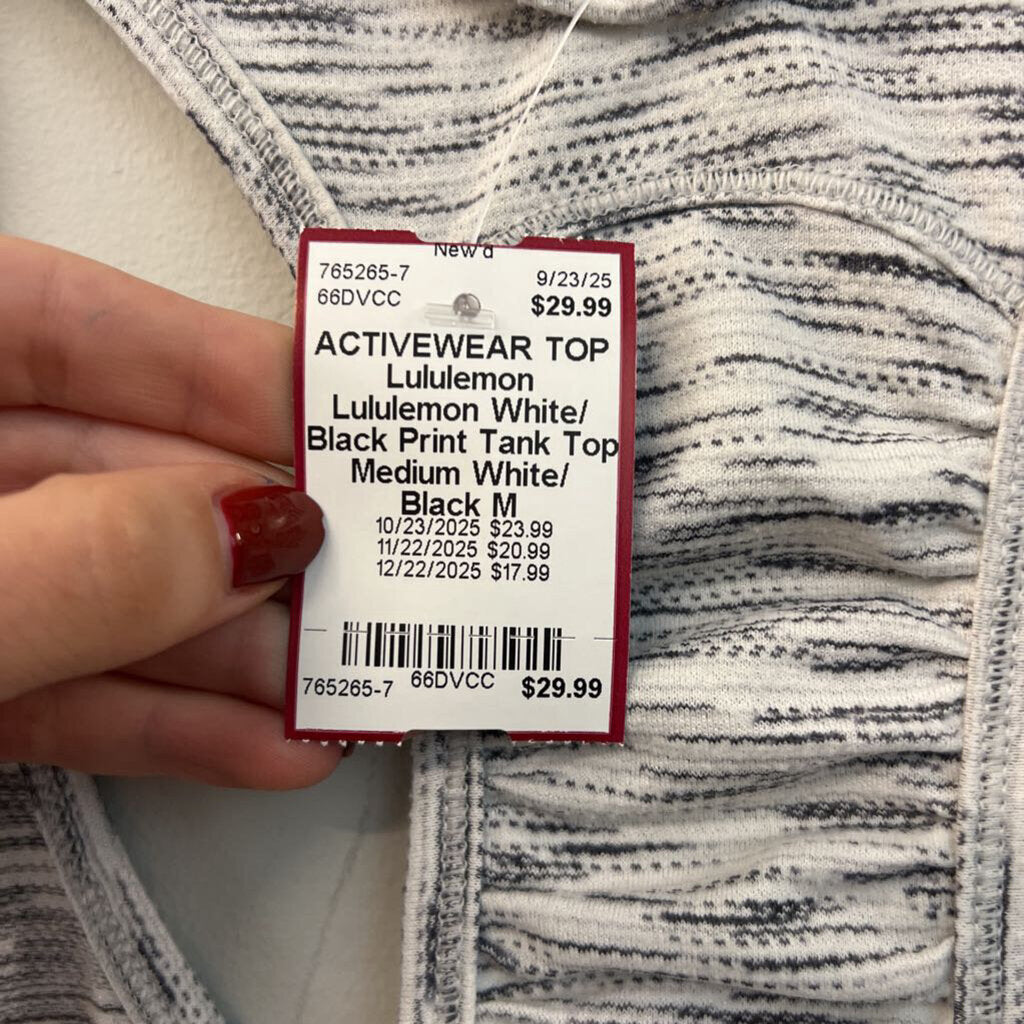 New'd
765265-7 9/23/25
66DVCC $29.99
ACTIVEWEAR TOP
Lululemon
Lululemon White/
Black Print Tank Top
Medium White/
Black M
10/23/2025 $23.99
11/22/2025 $20.99
12/22/2025 $17.99
765265-7 66DVCC $29.99